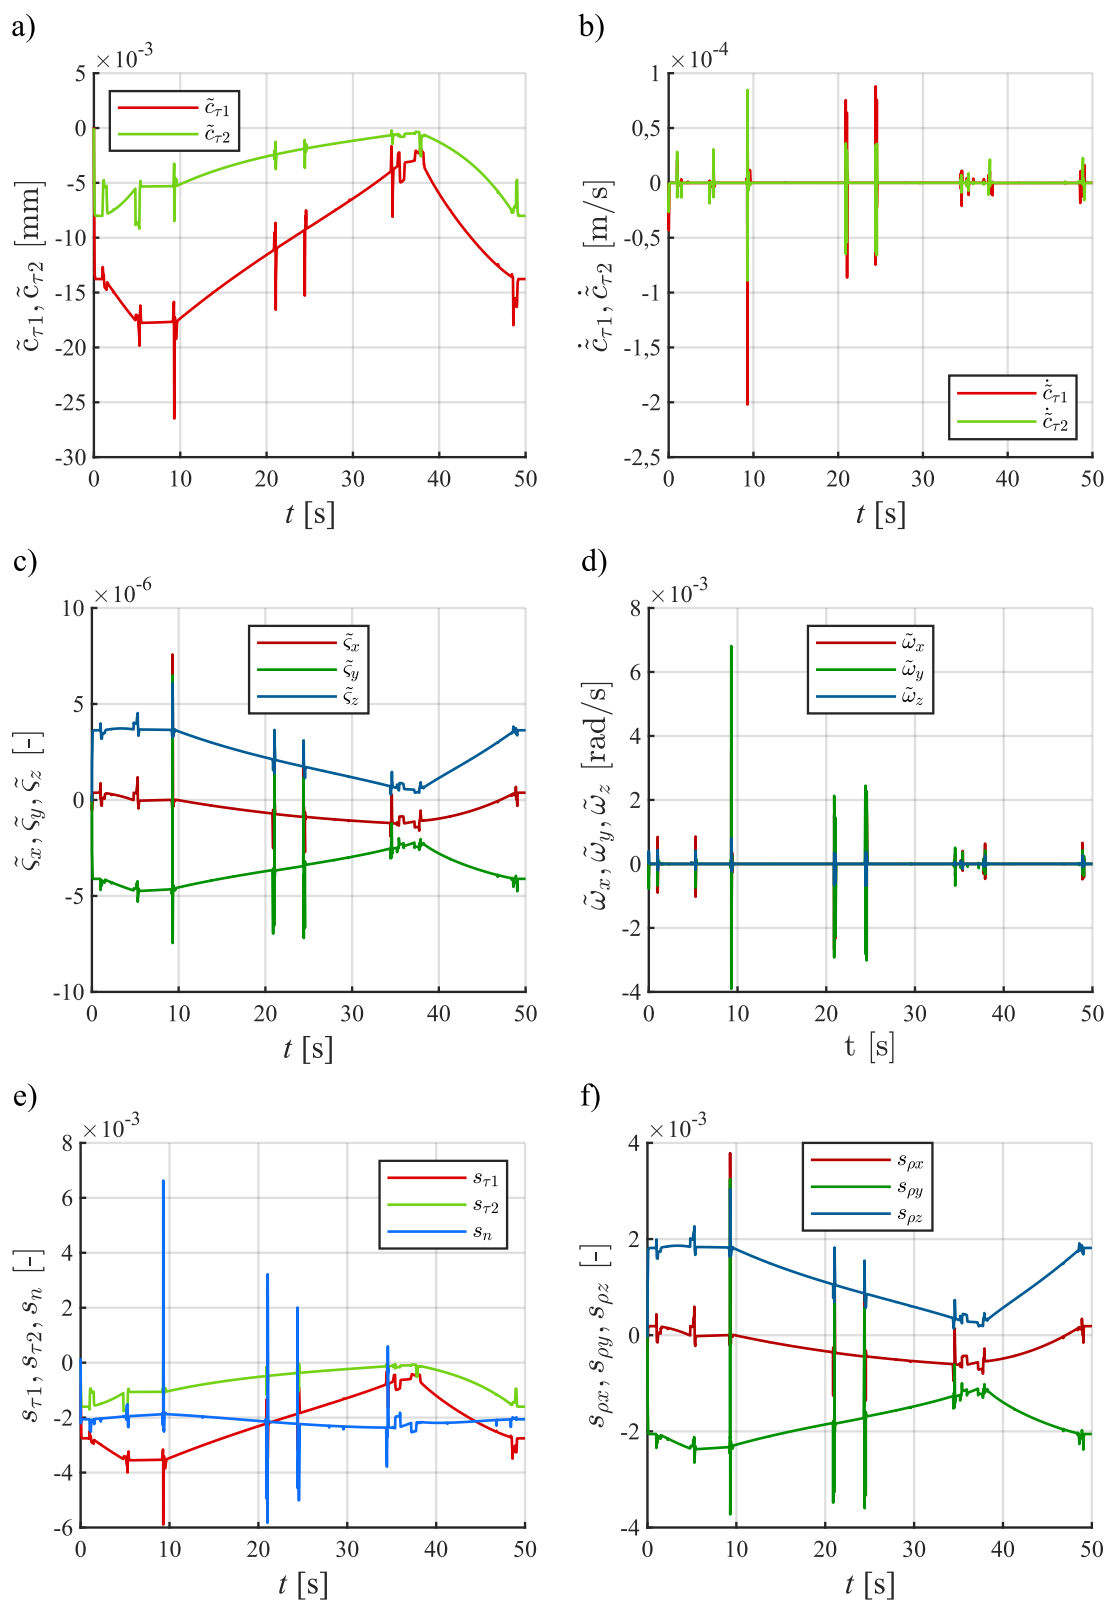 a)
×10⁻³
5
0
-5
-10
-15
-20
-25
-30
0 10 20 30 40 50
c̃τ1
c̃τ2
c̃τ1, c̃τ2 [mm]
t [s]
b)
×10⁻⁴
1
0,5
0
-0,5
-1
-1,5
-2
-2,5
0 10 20 30 40 50
c̃̇τ1
c̃̇τ2
c̃̇τ1, c̃̇τ2 [m/s]
t [s]
c)
×10⁻⁶
10
5
0
-5
-10
0 10 20 30 40 50
ς̃x
ς̃y
ς̃z
ς̃x, ς̃y, ς̃z [-]
t [s]
d)
×10⁻³
8
6
4
2
0
-2
-4
0 10 20 30 40 50
ω̃x
ω̃y
ω̃z
ω̃x, ω̃y, ω̃z [rad/s]
t [s]
e)
×10⁻³
8
6
4
2
0
-2
-4
-6
0 10 20 30 40 50
sτ1
sτ2
sn
sτ1, sτ2, sn [-]
t [s]
f)
×10⁻³
4
2
0
-2
-4
0 10 20 30 40 50
sρx
sρy
sρz
sρx, sρy, sρz [-]
t [s]